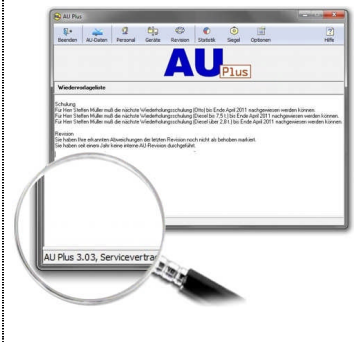 AU Plus
Beenden AU-Daten Personal Geräte Revision Statistik Siegel Optionen Hilfe
AU Plus
Wiedervorlageliste
Schulung
Für Herr Steffen Müller muß die nächste Wiederholungsschulung (Otto) bis Ende April 2011 nachgewiesen werden können.
Für Herr Steffen Müller muß die nächste Wiederholungsschulung (Diesel bis 7,5 t.) bis Ende April 2011 nachgewiesen werden können.
Für Herr Steffen Müller muß die nächste Wiederholungsschulung (Diesel über 2,8 t.) bis Ende April 2011 nachgewiesen werden können.
Revision
Sie haben Ihre erkannten Abweichungen der letzten Revision noch nicht als behoben markiert.
Sie haben seit einem Jahr keine interne AU-Revision durchgeführt.
AU Plus 3.03, Servicevertra